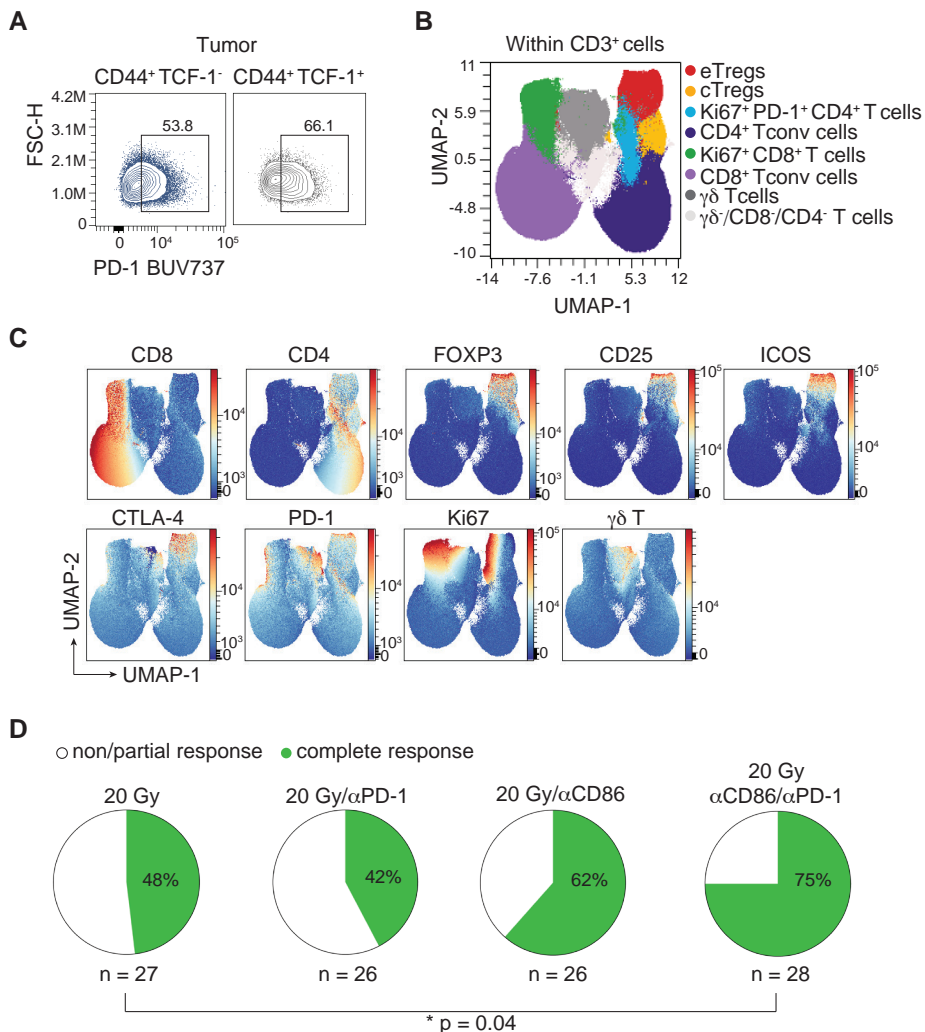 A
Tumor
CD44⁺ TCF-1⁻ CD44⁺ TCF-1⁺
FSC-H
4.2M
3.1M
2.1M
1.0M
0
53.8
66.1
0 10⁴ 10⁵
PD-1 BUV737
B
Within CD3⁺ cells
UMAP-2
11
5.9
0.5
-4.8
-10
-14 -7.6 -1.1 5.3 12
UMAP-1
eTregs
cTregs
Ki67⁺ PD-1⁺ CD4⁺ T cells
CD4⁺ Tconv cells
Ki67⁺ CD8⁺ T cells
CD8⁺ Tconv cells
γδ Tcells
γδ⁻/CD8⁻/CD4⁻ T cells
C
CD8 CD4 FOXP3 CD25 ICOS
10⁴ 10⁴ 10⁴ 10⁵ 10⁵
10³ 10³ 10³ 10⁴ 10⁴
0 0 0 0 0
CTLA-4 PD-1 Ki67 γδ T
10⁴ 10⁴ 10⁵ 10⁴
10³ 10³ 10⁴ 0
0 0 0
UMAP-2
UMAP-1
D
non/partial response complete response
20 Gy 20 Gy/αPD-1 20 Gy/αCD86 20 Gy
αCD86/αPD-1
48% 42% 62% 75%
n = 27 n = 26 n = 26 n = 28
* p = 0.04